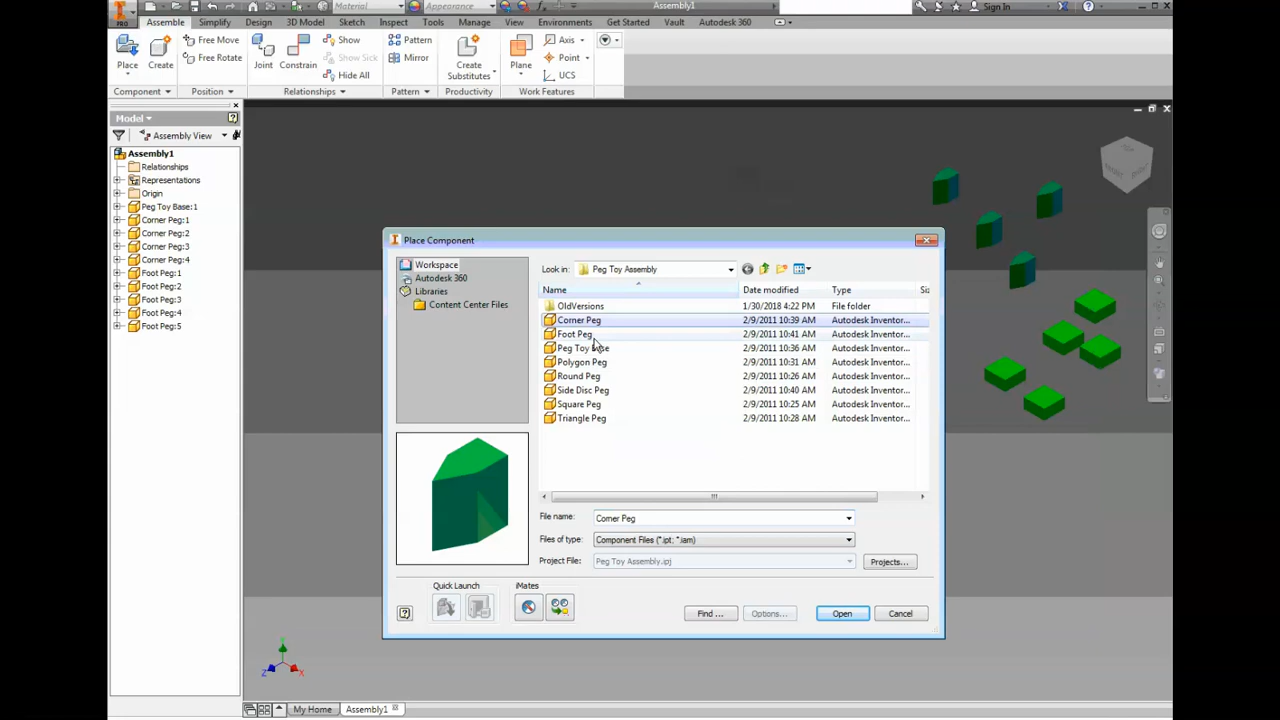 Material
Appearance
Assembly1
Sign In
PRO
Assemble Simplify Design 3D Model Sketch Inspect Tools Manage View Environments Get Started Vault Autodesk 360
Place
Create
Free Move
Free Rotate
Joint
Constrain
Show
Show Sick
Hide All
Pattern
Mirror
Create
Substitutes
Plane
Axis
Point
UCS
Component
Position
Relationships
Pattern
Productivity
Work Features
Model
Assembly View
Assembly1
Relationships
Representations
Origin
Peg Toy Base:1
Corner Peg:1
Corner Peg:2
Corner Peg:3
Corner Peg:4
Foot Peg:1
Foot Peg:2
Foot Peg:3
Foot Peg:4
Foot Peg:5
Place Component
Workspace
Autodesk 360
Libraries
Content Center Files
Look in: Peg Toy Assembly
Name Date modified Type Si
OldVersions 1/30/2018 4:22 PM File folder
Corner Peg 2/9/2011 10:39 AM Autodesk Inventor...
Foot Peg 2/9/2011 10:41 AM Autodesk Inventor...
Peg Toy Base 2/9/2011 10:36 AM Autodesk Inventor...
Polygon Peg 2/9/2011 10:31 AM Autodesk Inventor...
Round Peg 2/9/2011 10:26 AM Autodesk Inventor...
Side Disc Peg 2/9/2011 10:40 AM Autodesk Inventor...
Square Peg 2/9/2011 10:25 AM Autodesk Inventor...
Triangle Peg 2/9/2011 10:28 AM Autodesk Inventor...
File name: Corner Peg
Files of type: Component Files (*.ipt; *.iam)
Project File: Peg Toy Assembly.ipj
Projects...
Quick Launch
iMates
Find ...
Options...
Open
Cancel
Z
Y
X
My Home
Assembly1